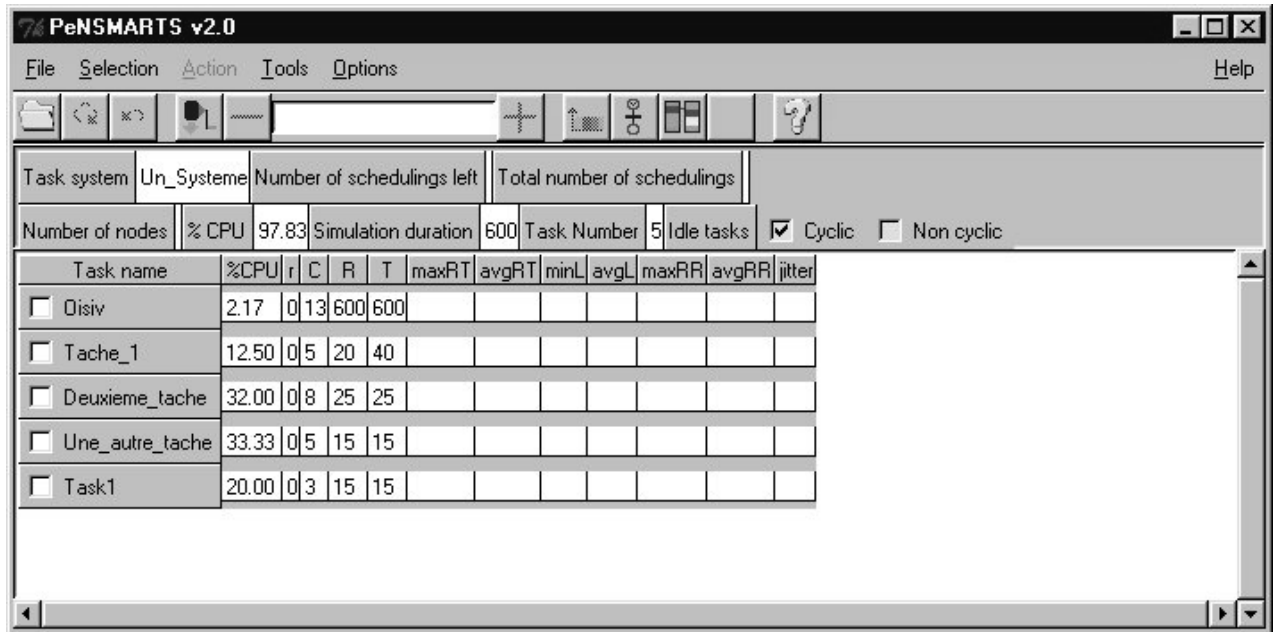 PeNSMARTS v2.0
File Selection Action Tools Options Help
Task system Un_Systeme Number of schedulings left Total number of schedulings
Number of nodes % CPU 97.83 Simulation duration 600 Task Number 5 Idle tasks Cyclic Non cyclic
Task name %CPU r C R T maxRT avgRT minL avgL maxRR avgRR jitter
Oisiv 2.17 0 13 600 600
Tache_1 12.50 0 5 20 40
Deuxieme_tache 32.00 0 8 25 25
Une_autre_tache 33.33 0 5 15 15
Task1 20.00 0 3 15 15